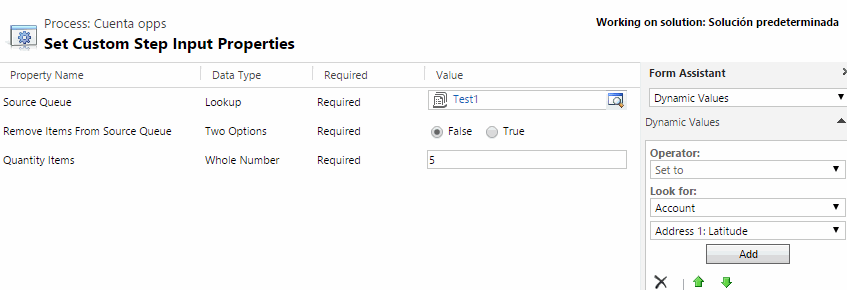 Process: Cuenta opps
Working on solution: Solución predeterminada
Set Custom Step Input Properties
Property Name Data Type Required Value
Source Queue Lookup Required Test1
Remove Items From Source Queue Two Options Required False True
Quantity Items Whole Number Required 5
Form Assistant
Dynamic Values
Dynamic Values
Operator:
Set to
Look for:
Account
Address 1: Latitude
Add